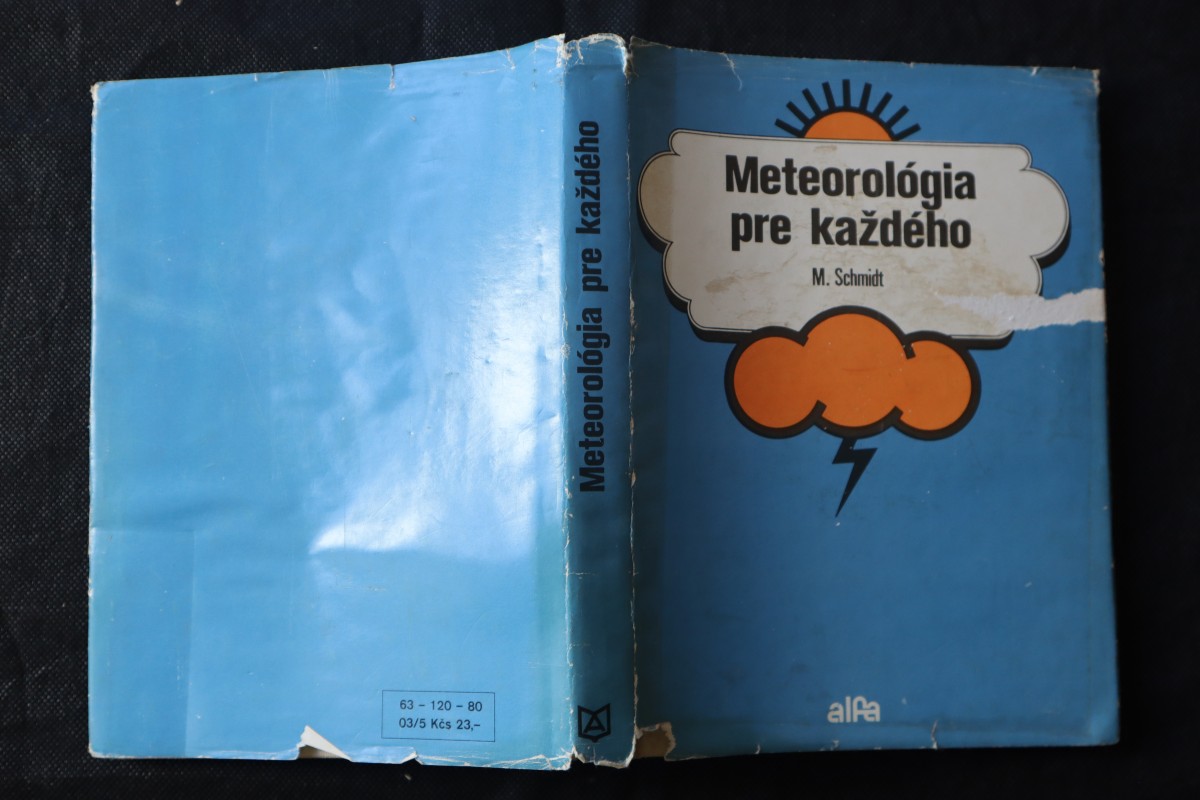 Meteorológia
pre každého
M. Schmidt
alfa
Meteorológia pre každého
63 – 120 – 80
03/5 Kčs 23,–